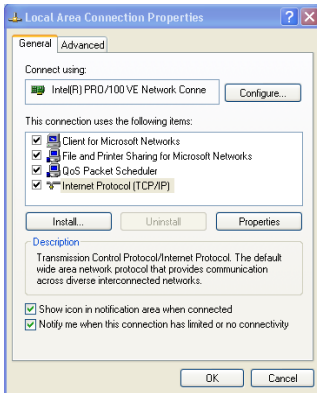 Local Area Connection Properties
General Advanced
Connect using:
Intel(R) PRO/100 VE Network Conne
Configure...
This connection uses the following items:
Client for Microsoft Networks
File and Printer Sharing for Microsoft Networks
QoS Packet Scheduler
Internet Protocol (TCP/IP)
Install... Uninstall Properties
Description
Transmission Control Protocol/Internet Protocol. The default
wide area network protocol that provides communication
across diverse interconnected networks.
Show icon in notification area when connected
Notify me when this connection has limited or no connectivity
OK Cancel